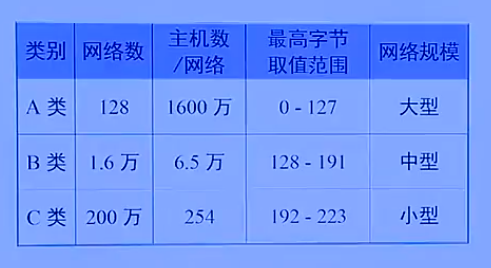 类别 网络数 主机数/网络 最高字节取值范围 网络规模
A 类 128 1600 万 0 - 127 大型
B 类 1.6 万 6.5 万 128 - 191 中型
C 类 200 万 254 192 - 223 小型